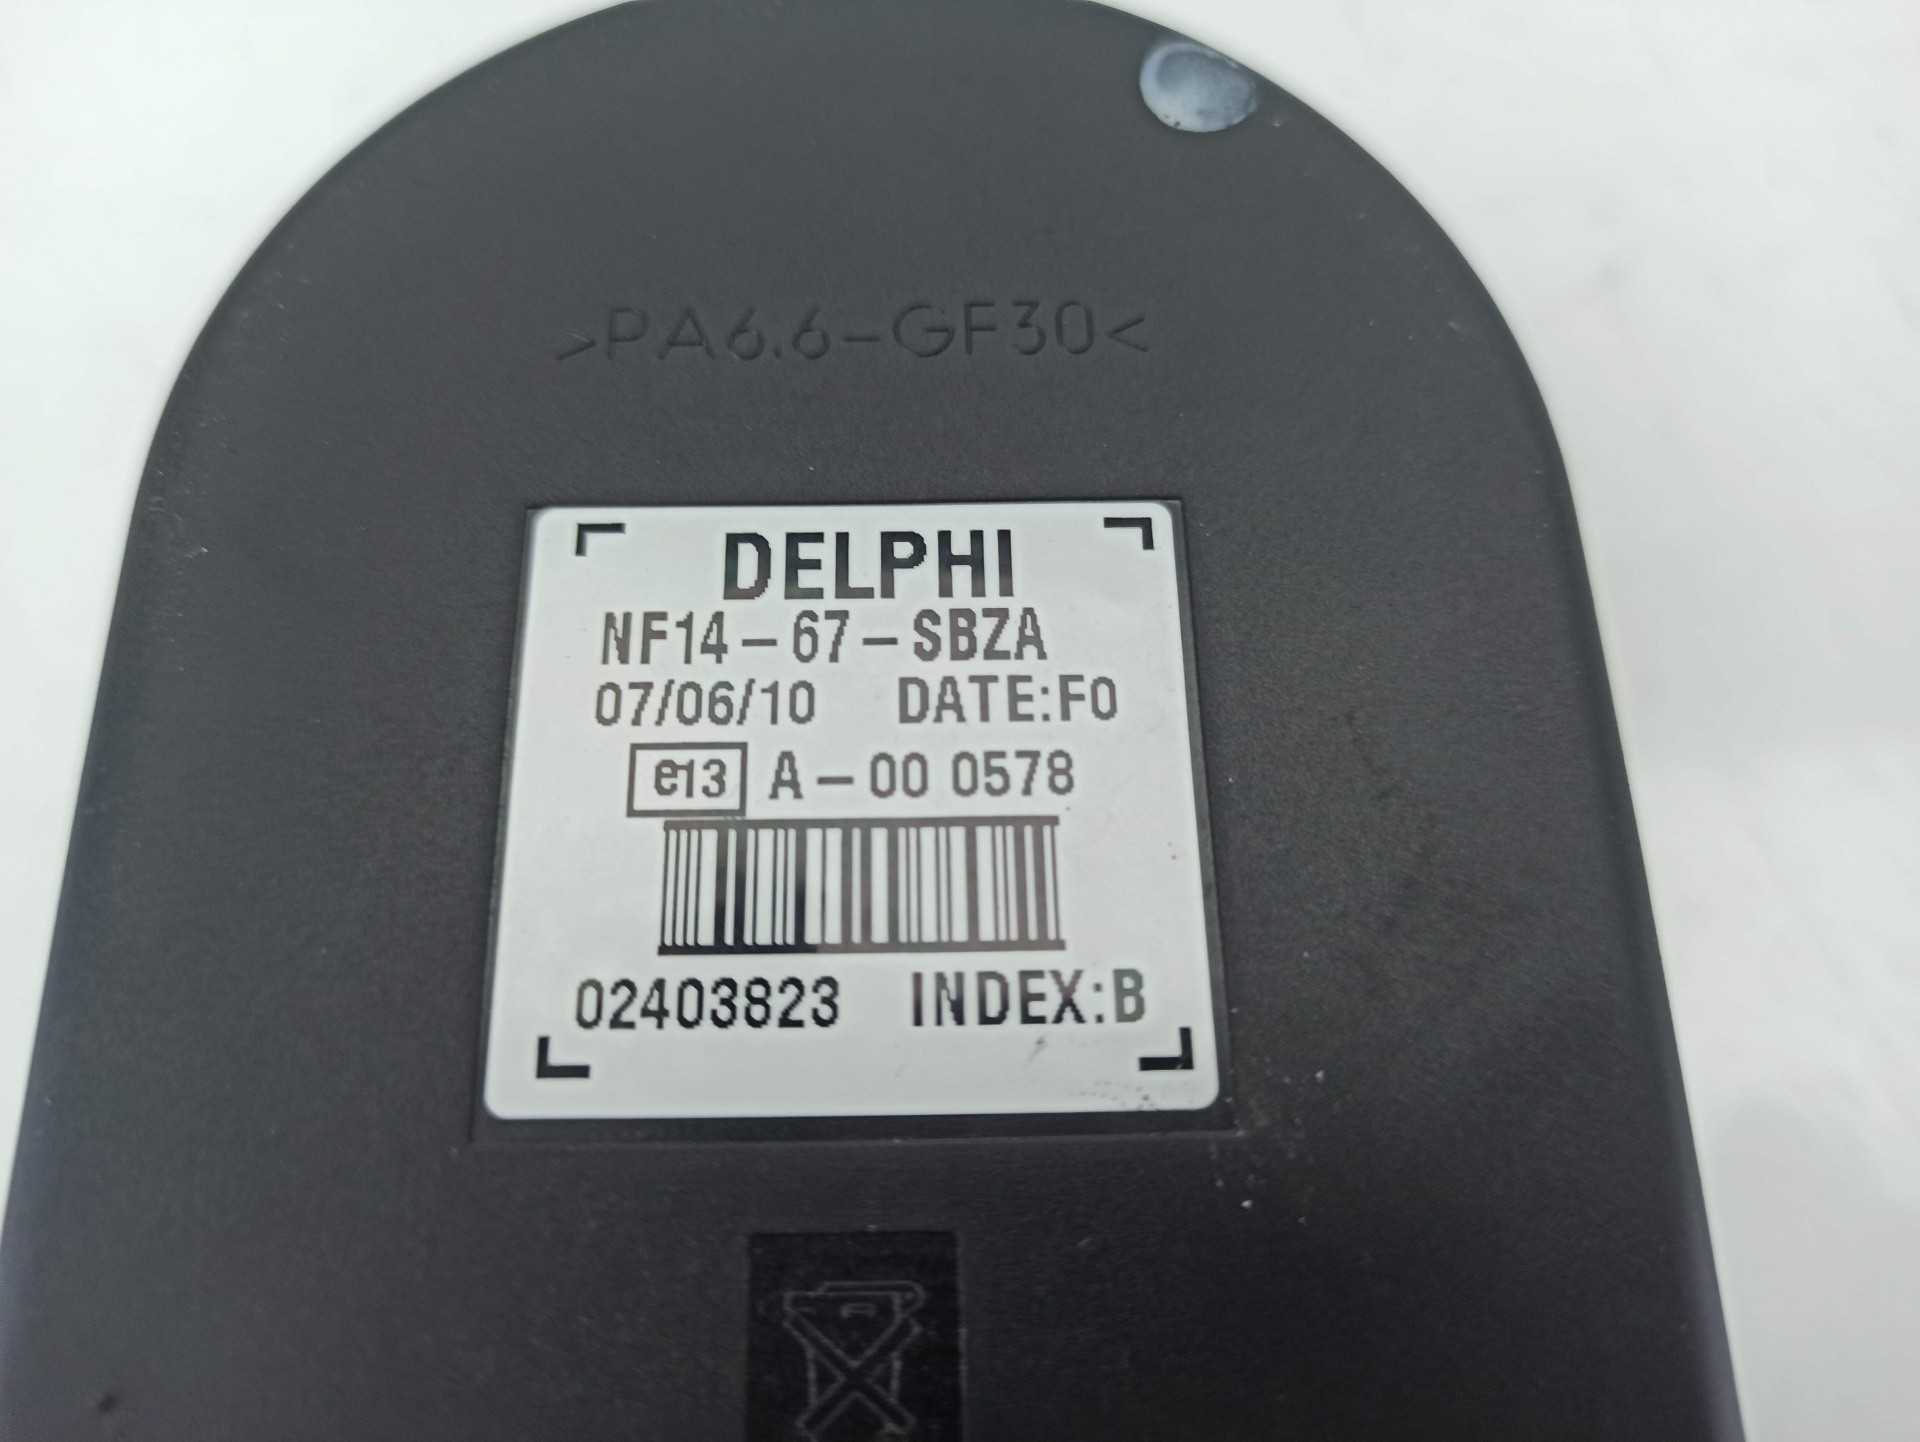 >PA6.6-GF30<
DELPHI
NF14-67-SBZA
07/06/10 DATE:F0
e13 A-00 0578
02403823 INDEX:B